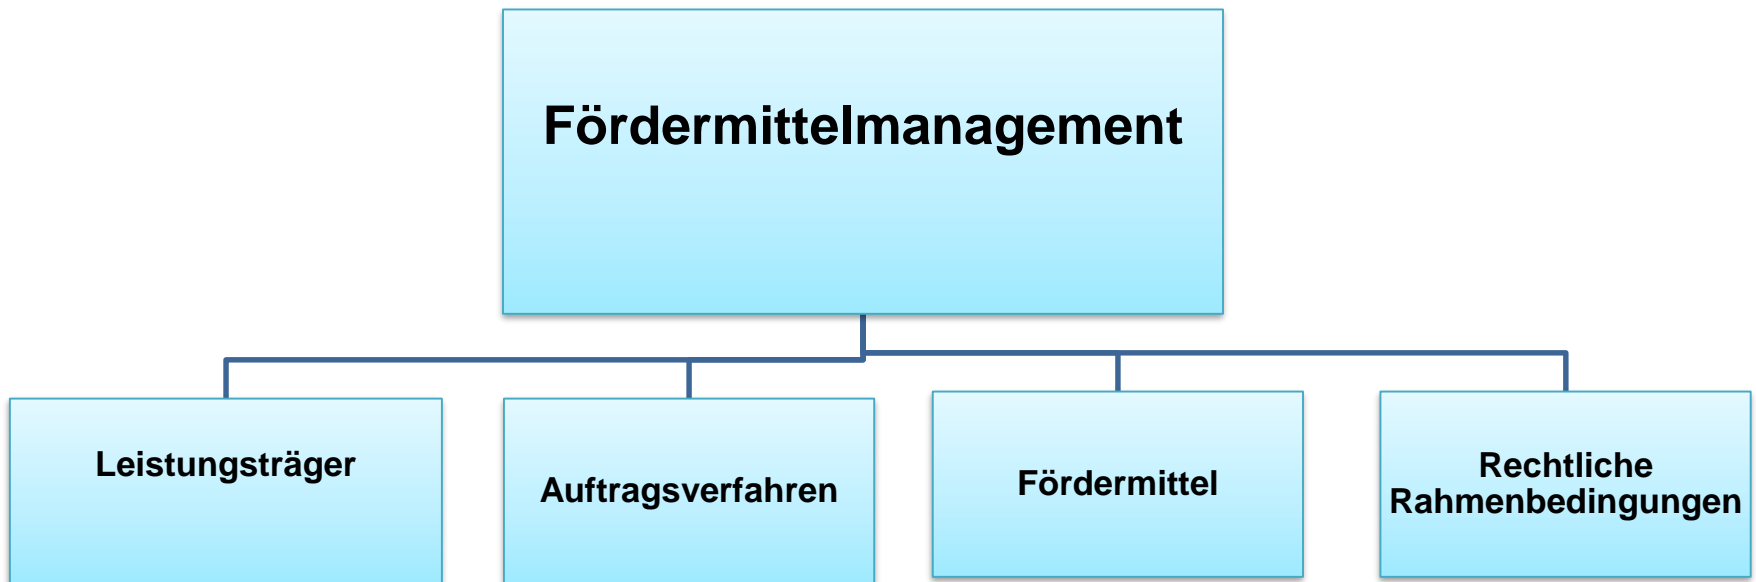 Fördermittelmanagement
Leistungsträger
Auftragsverfahren
Fördermittel
Rechtliche
Rahmenbedingungen